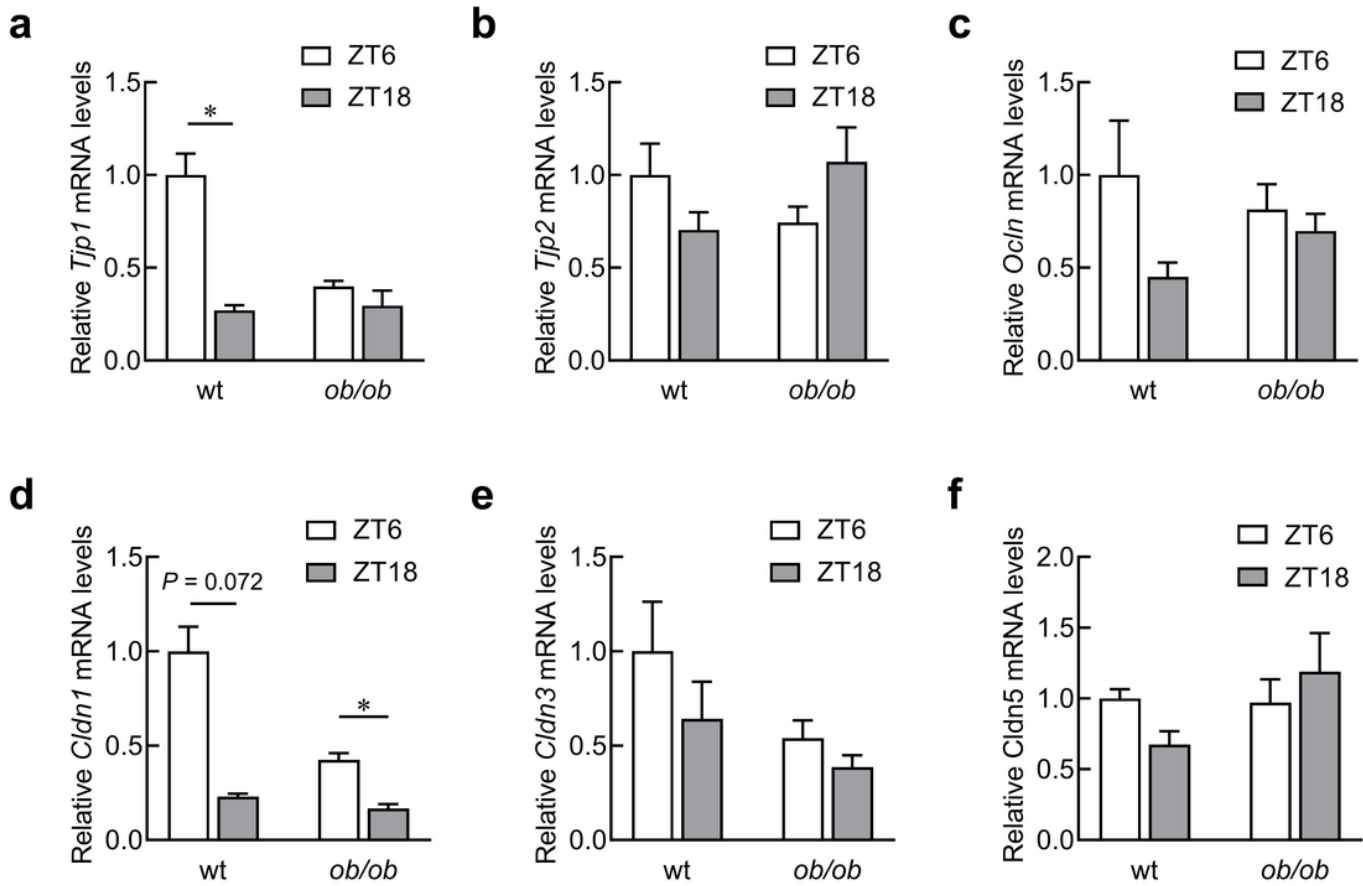 a
ZT6
ZT18
Relative Tjp1 mRNA levels
1.5
1.0
0.5
0.0
*
wt
ob/ob
b
ZT6
ZT18
Relative Tjp2 mRNA levels
1.5
1.0
0.5
0.0
wt
ob/ob
c
ZT6
ZT18
Relative Ocln mRNA levels
1.5
1.0
0.5
0.0
wt
ob/ob
d
ZT6
ZT18
Relative Cldn1 mRNA levels
1.5
1.0
0.5
0.0
P = 0.072
*
wt
ob/ob
e
ZT6
ZT18
Relative Cldn3 mRNA levels
1.5
1.0
0.5
0.0
wt
ob/ob
f
ZT6
ZT18
Relative Cldn5 mRNA levels
2.0
1.5
1.0
0.5
0.0
wt
ob/ob